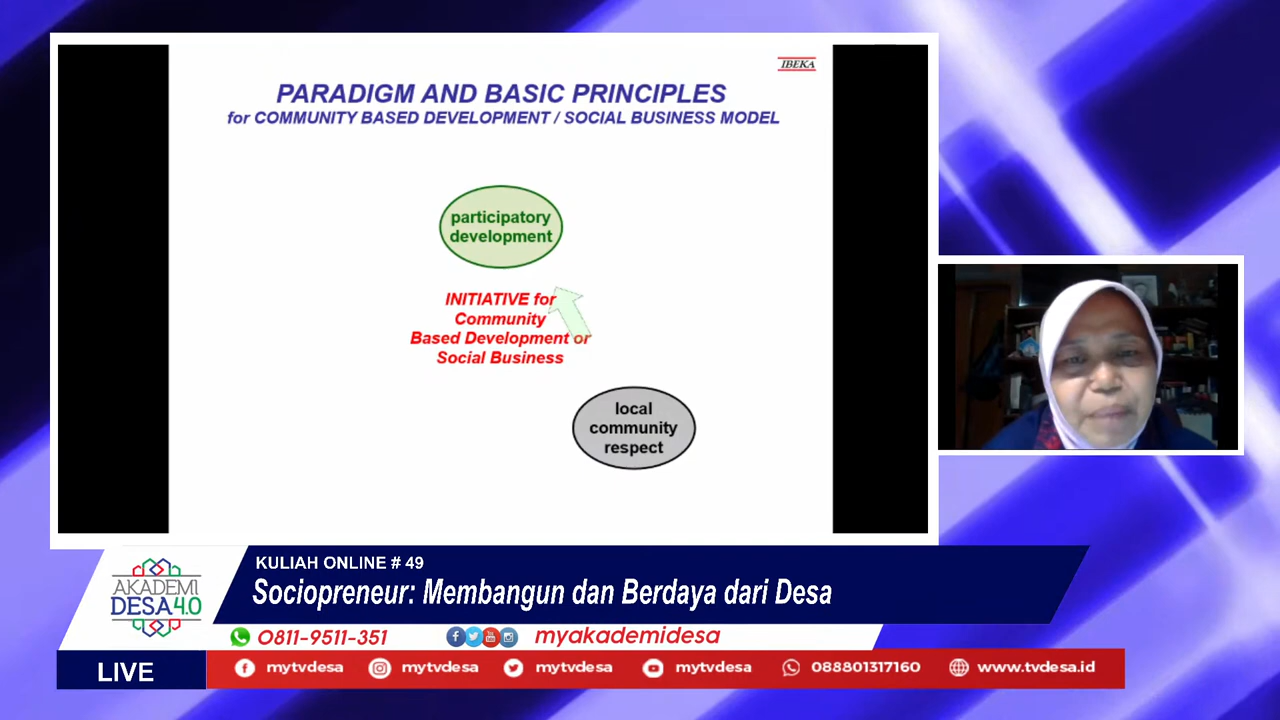 IBEKA
PARADIGM AND BASIC PRINCIPLES
for COMMUNITY BASED DEVELOPMENT / SOCIAL BUSINESS MODEL
participatory
development
INITIATIVE for
Community
Based Development or
Social Business
local
community
respect
KULIAH ONLINE # 49
Sociopreneur: Membangun dan Berdaya dari Desa
AKADEMI
DESA 4.0
0811-9511-351
myakademidesa
LIVE
mytvdesa
mytvdesa
mytvdesa
mytvdesa
088801317160
www.tvdesa.id